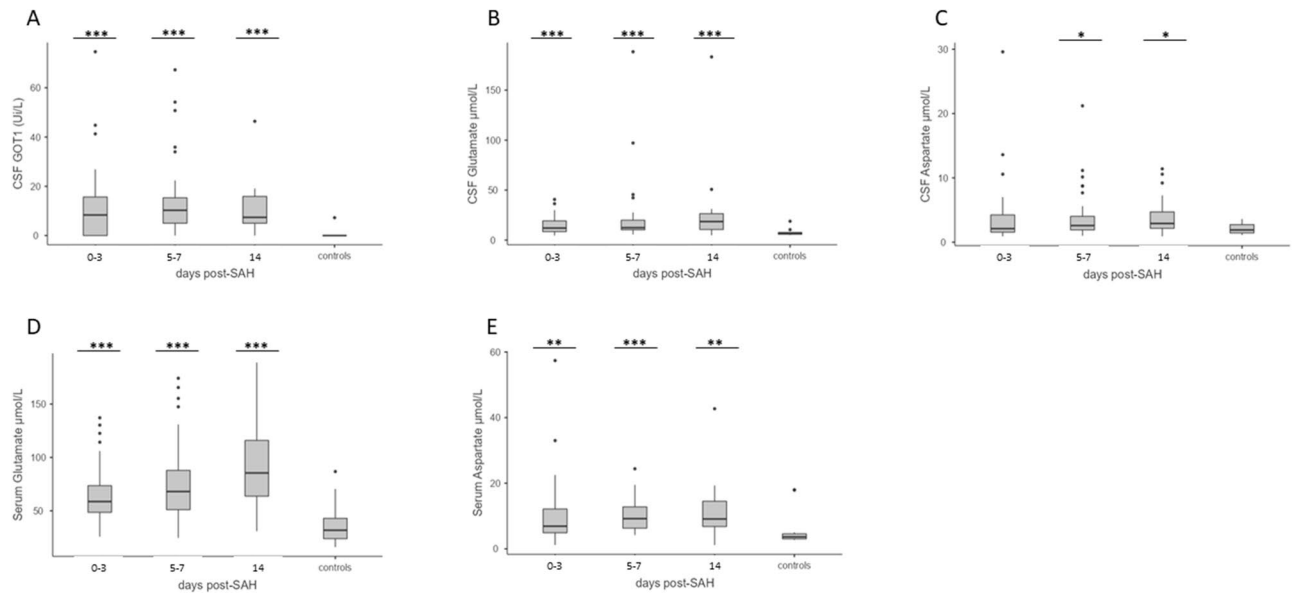 A
***
***
***
CSF GOT1 (Ui/L)
60
40
20
0
0-3
5-7
14
controls
days post-SAH
B
***
***
***
CSF Glutamate µmol/L
150
100
50
0
0-3
5-7
14
controls
days post-SAH
C
*
*
CSF Aspartate µmol/L
30
20
10
0
0-3
5-7
14
controls
days post-SAH
D
***
***
***
Serum Glutamate µmol/L
150
100
50
0-3
5-7
14
controls
days post-SAH
E
**
***
**
Serum Aspartate µmol/L
60
40
20
0
0-3
5-7
14
controls
days post-SAH